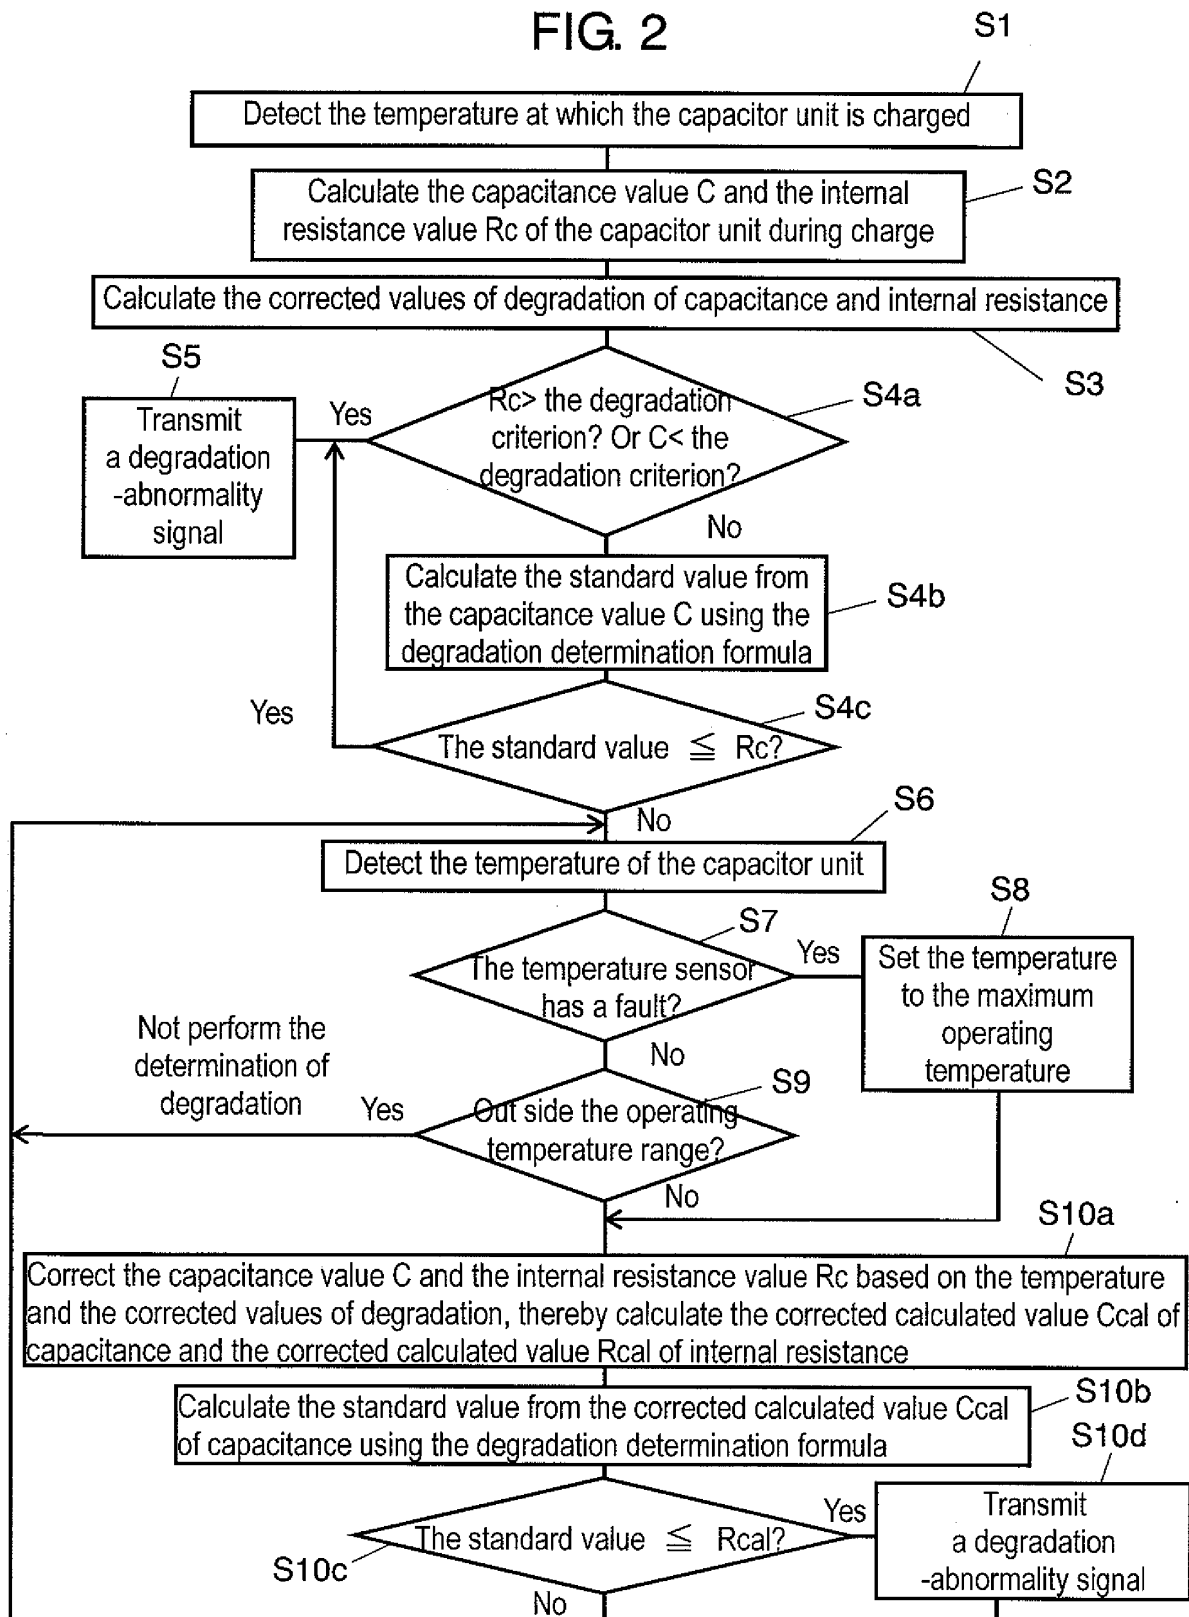 FIG. 2
S1
Detect the temperature at which the capacitor unit is charged
S2
Calculate the capacitance value C and the internal
resistance value Rc of the capacitor unit during charge
Calculate the corrected values of degradation of capacitance and internal resistance
S3
S5
Transmit
a degradation
-abnormality
signal
Yes
Rc> the degradation
criterion? Or C< the
degradation criterion?
S4a
No
Calculate the standard value from
the capacitance value C using the
degradation determination formula
S4b
Yes
The standard value ≦ Rc?
S4c
No
S6
Detect the temperature of the capacitor unit
S7
The temperature sensor
has a fault?
Yes
S8
Set the temperature
to the maximum
operating
temperature
No
Not perform the
determination of
degradation
Yes
S9
Out side the operating
temperature range?
No
S10a
Correct the capacitance value C and the internal resistance value Rc based on the temperature
and the corrected values of degradation, thereby calculate the corrected calculated value Ccal of
capacitance and the corrected calculated value Rcal of internal resistance
S10b
Calculate the standard value from the corrected calculated value Ccal
of capacitance using the degradation determination formula
S10d
The standard value ≦ Rcal?
S10c
Yes
Transmit
a degradation
-abnormality signal
No